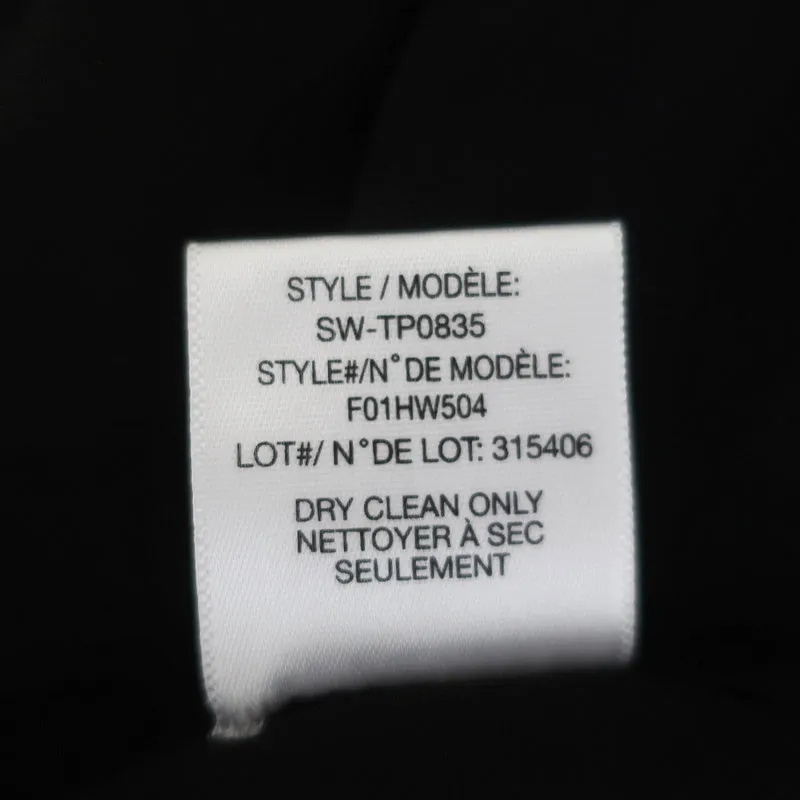 STYLE / MODÈLE:
SW-TP0835
STYLE#/N°DE MODÈLE:
F01HW504
LOT#/ N°DE LOT: 315406
DRY CLEAN ONLY
NETTOYER À SEC
SEULEMENT